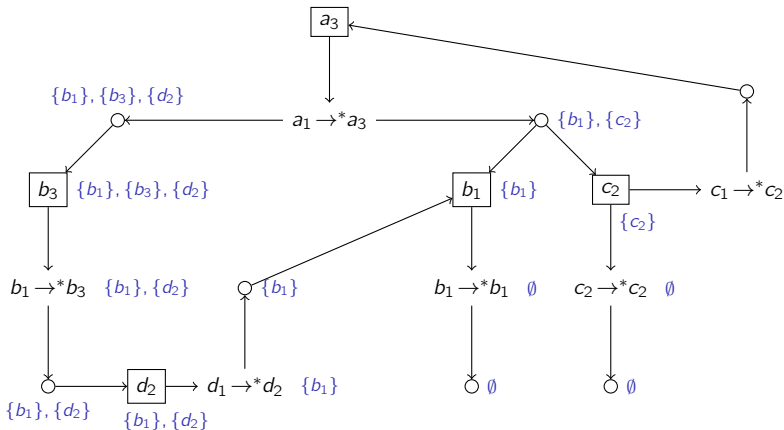 a₃
{b₁}, {b₃}, {d₂}
a₁ →* a₃
{b₁}, {c₂}
b₃
{b₁}, {b₃}, {d₂}
b₁
{b₁}
c₂
c₁ →* c₂
{c₂}
b₁ →* b₃
{b₁}, {d₂}
{b₁}
b₁ →* b₁
∅
c₂ →* c₂
∅
{b₁}, {d₂}
d₂
{b₁}, {d₂}
d₁ →* d₂
{b₁}
∅
∅